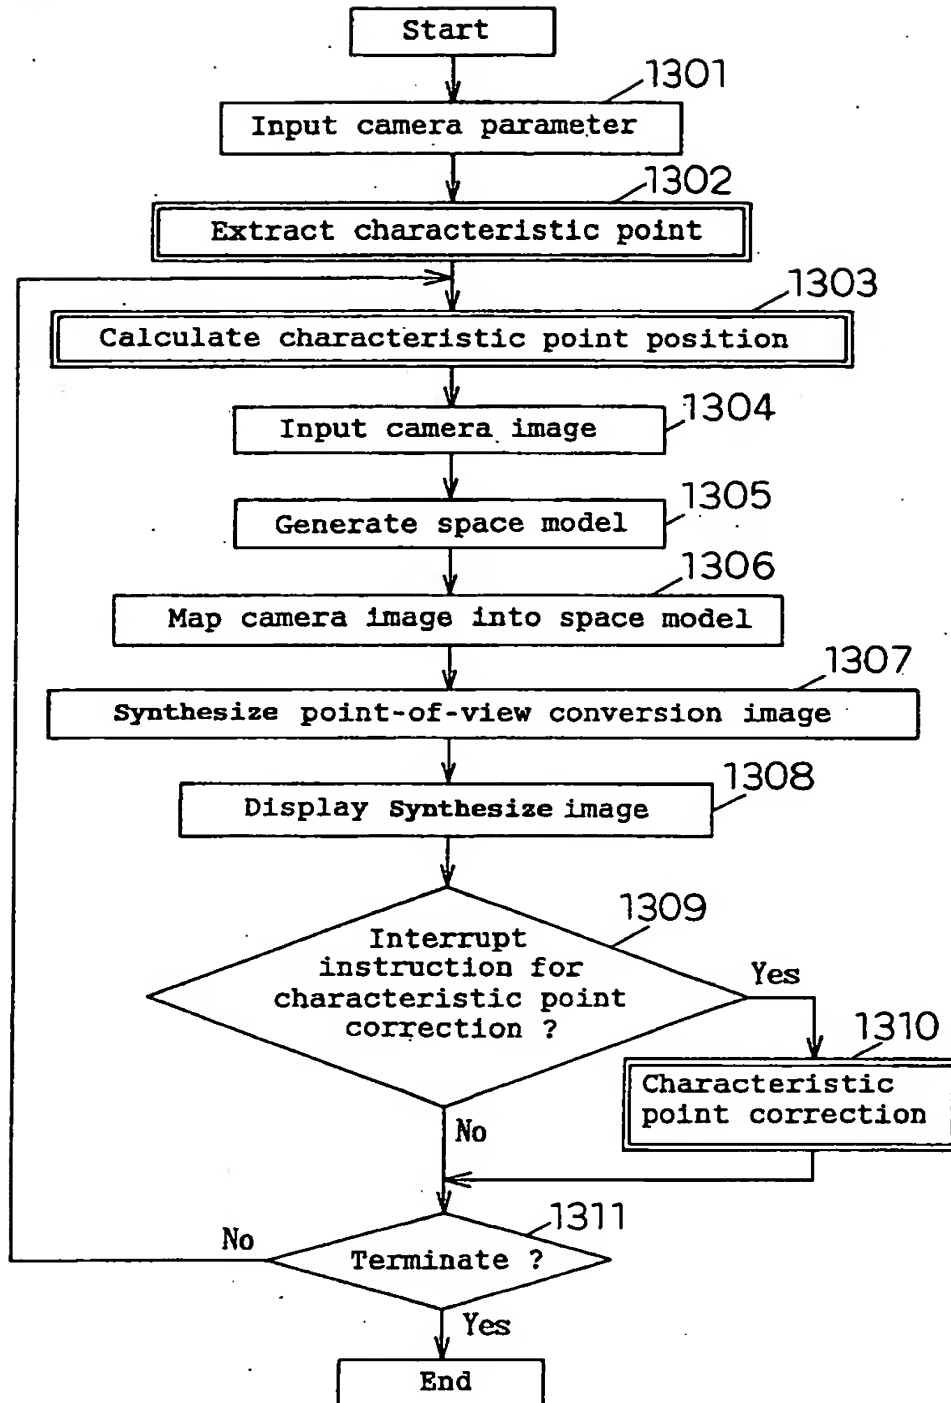 Start
1301
Input camera parameter
1302
Extract characteristic point
1303
Calculate characteristic point position
1304
Input camera image
1305
Generate space model
1306
Map camera image into space model
1307
Synthesize point-of-view conversion image
1308
Display Synthesize image
1309
Interrupt
instruction for
characteristic point
correction ?
Yes
1310
Characteristic
point correction
No
1311
Terminate ?
No
Yes
End